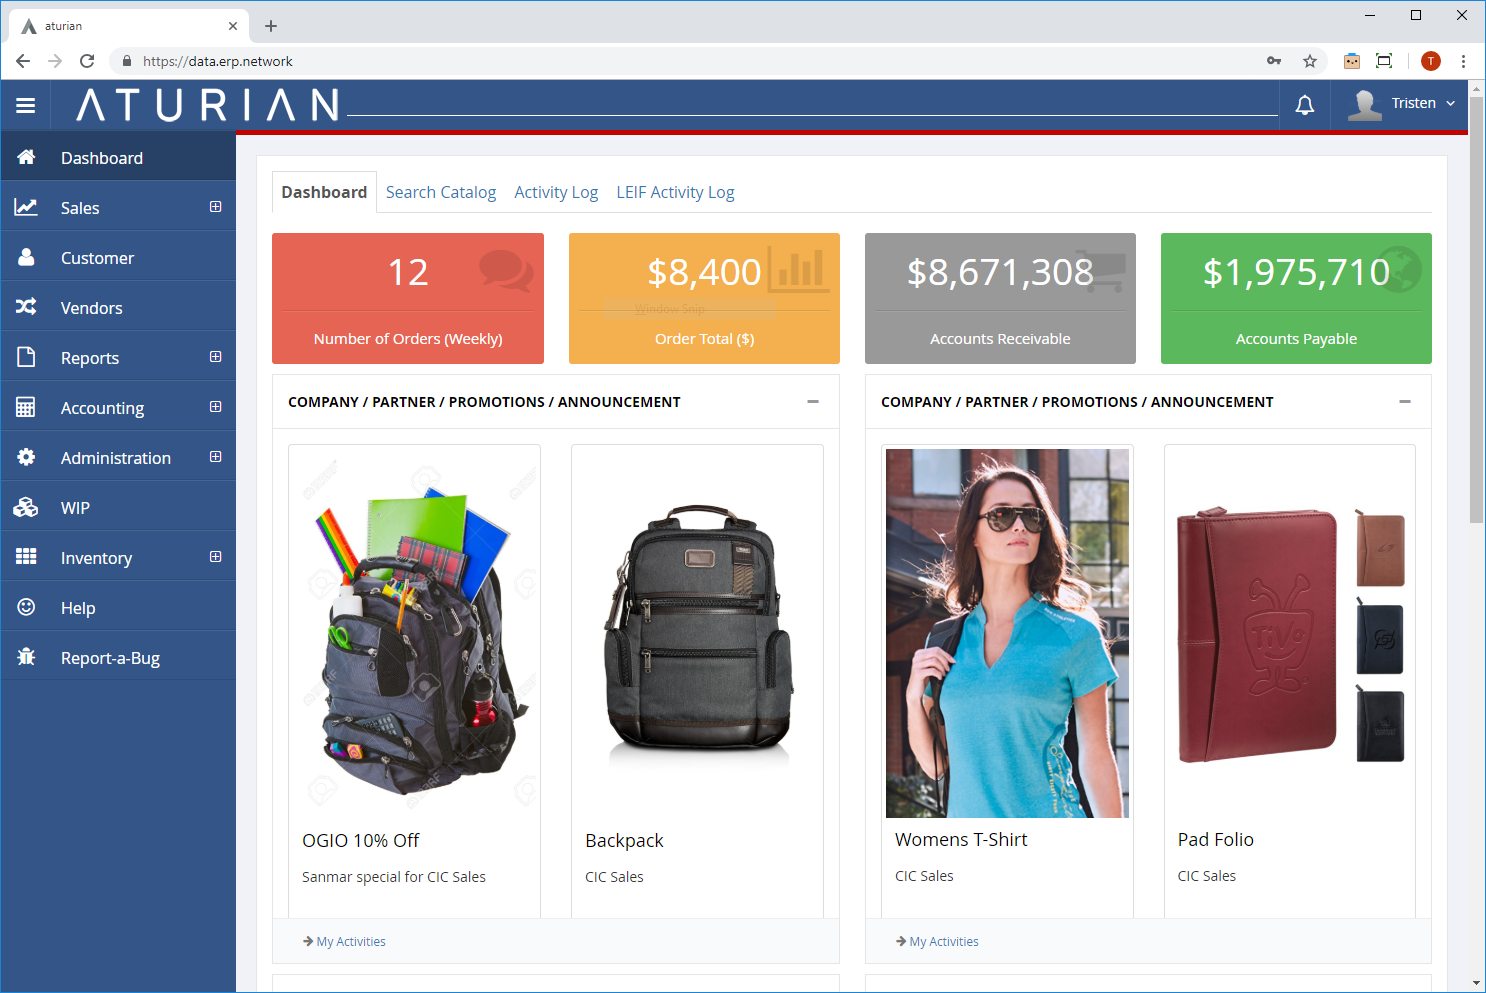 aturian
https://data.erp.network
T
ATURIAN
Tristen
Dashboard
Sales
Customer
Vendors
Reports
Accounting
Administration
WIP
Inventory
Help
Report-a-Bug
Dashboard Search Catalog Activity Log LEIF Activity Log
12
Number of Orders (Weekly)
$8,400
Window Snip
Order Total ($)
$8,671,308
Accounts Receivable
$1,975,710
Accounts Payable
COMPANY / PARTNER / PROMOTIONS / ANNOUNCEMENT
OGIO 10% Off
Sanmar special for CIC Sales
Backpack
CIC Sales
My Activities
COMPANY / PARTNER / PROMOTIONS / ANNOUNCEMENT
Womens T-Shirt
CIC Sales
TiVo
Pad Folio
CIC Sales
My Activities